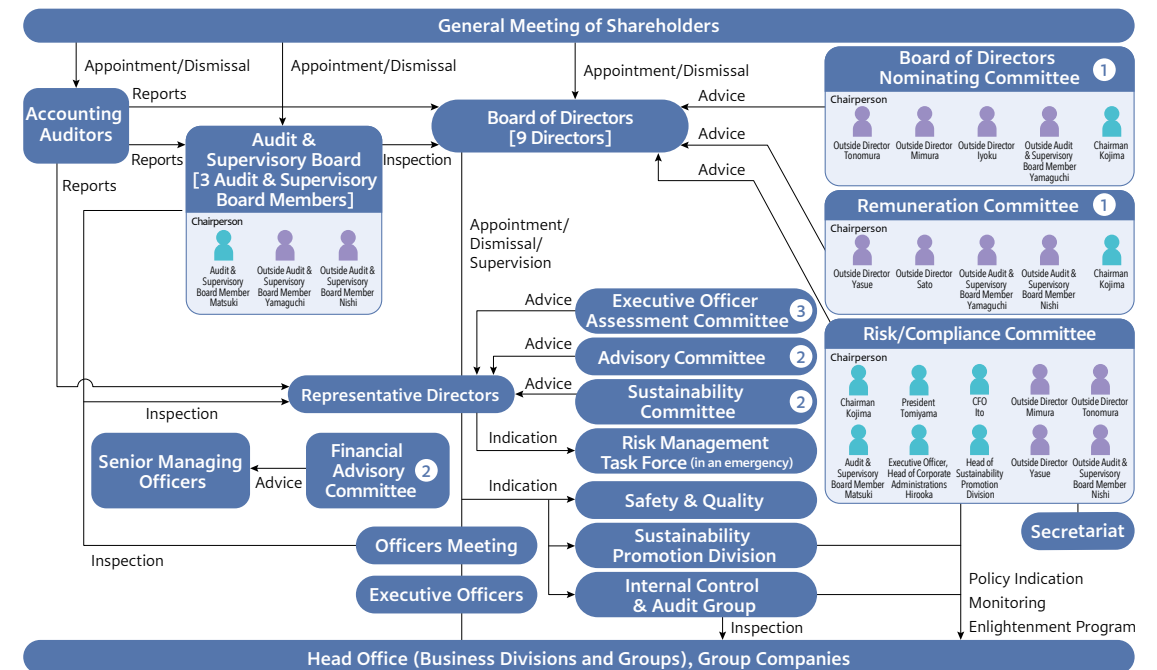 General Meeting of Shareholders
Appointment/Dismissal
Appointment/Dismissal
Appointment/Dismissal
Accounting
Auditors
Reports
Reports
Reports
Audit &
Supervisory Board
[3 Audit & Supervisory
Board Members]
Chairperson
Audit &
Supervisory
Board Member
Matsuki
Outside Audit &
Supervisory
Board Member
Yamaguchi
Outside Audit &
Supervisory
Board Member
Nishi
Inspection
Board of Directors
[9 Directors]
Advice
Advice
Advice
Board of Directors
Nominating Committee 1
Chairperson
Outside Director
Tonomura
Outside Director
Mimura
Outside Director
Iyoku
Outside Audit
& Supervisory
Board Member
Yamaguchi
Chairman
Kojima
Remuneration Committee 1
Chairperson
Outside Director
Yasue
Outside Director
Sato
Outside Audit &
Supervisory
Board Member
Yamaguchi
Outside Audit &
Supervisory
Board Member
Nishi
Chairman
Kojima
Risk/Compliance Committee
Chairperson
Chairman
Kojima
President
Tomiyama
CFO
Ito
Outside Director
Mimura
Outside Director
Tonomura
Audit &
Supervisory
Board Member
Matsuki
Executive Officer,
Head of Corporate
Administrations
Hirooka
Head of
Sustainability
Promotion
Division
Outside Director
Yasue
Outside Audit &
Supervisory
Board Member
Nishi
Secretariat
Appointment/
Dismissal/
Supervision
Advice
Executive Officer
Assessment Committee 3
Advice
Advisory Committee 2
Advice
Sustainability
Committee 2
Representative Directors
Inspection
Indication
Risk Management
Task Force (in an emergency)
Senior Managing
Officers
Advice
Financial
Advisory
Committee 2
Indication
Safety & Quality
Officers Meeting
Sustainability
Promotion Division
Inspection
Executive Officers
Internal Control
& Audit Group
Inspection
Policy Indication
Monitoring
Enlightenment Program
Head Office (Business Divisions and Groups), Group Companies